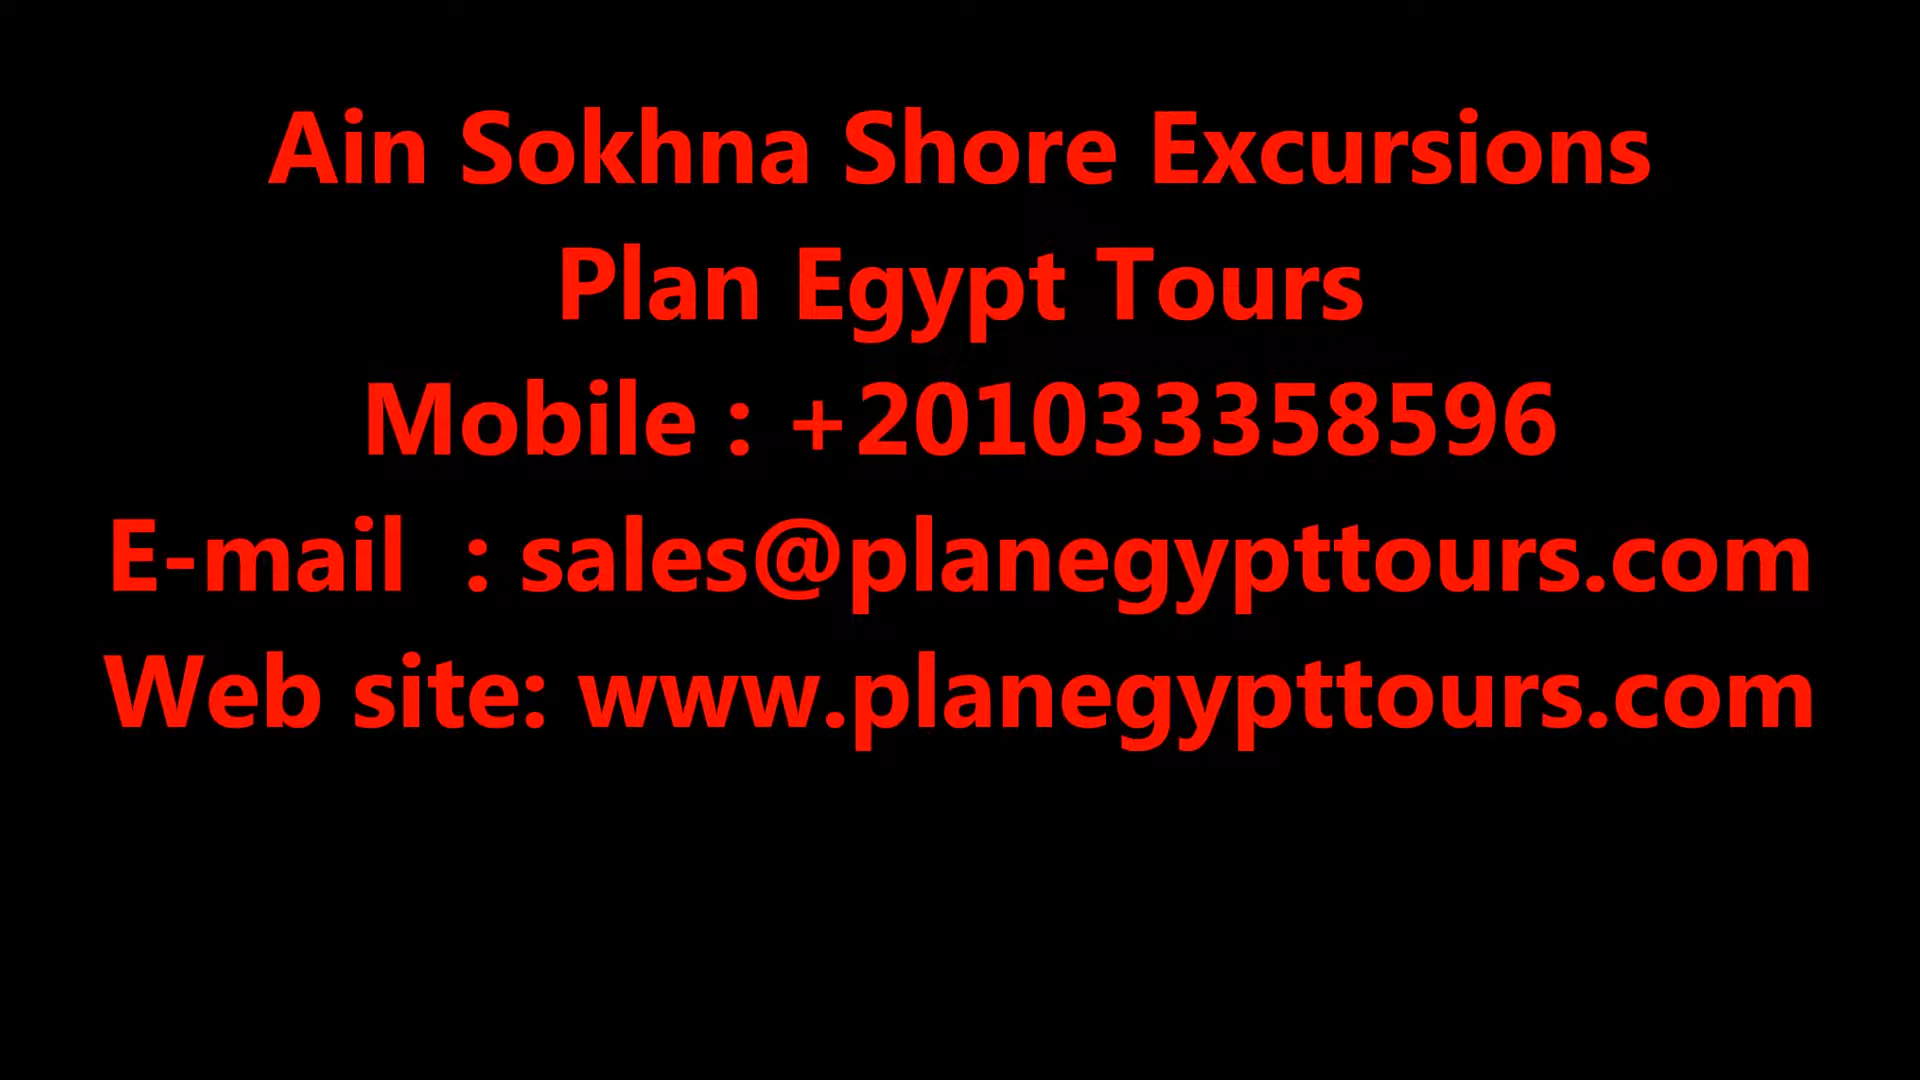 Ain Sokhna Shore Excursions
Plan Egypt Tours
Mobile : +201033358596
E-mail  : sales@planegypttours.com
Web site: www.planegypttours.com